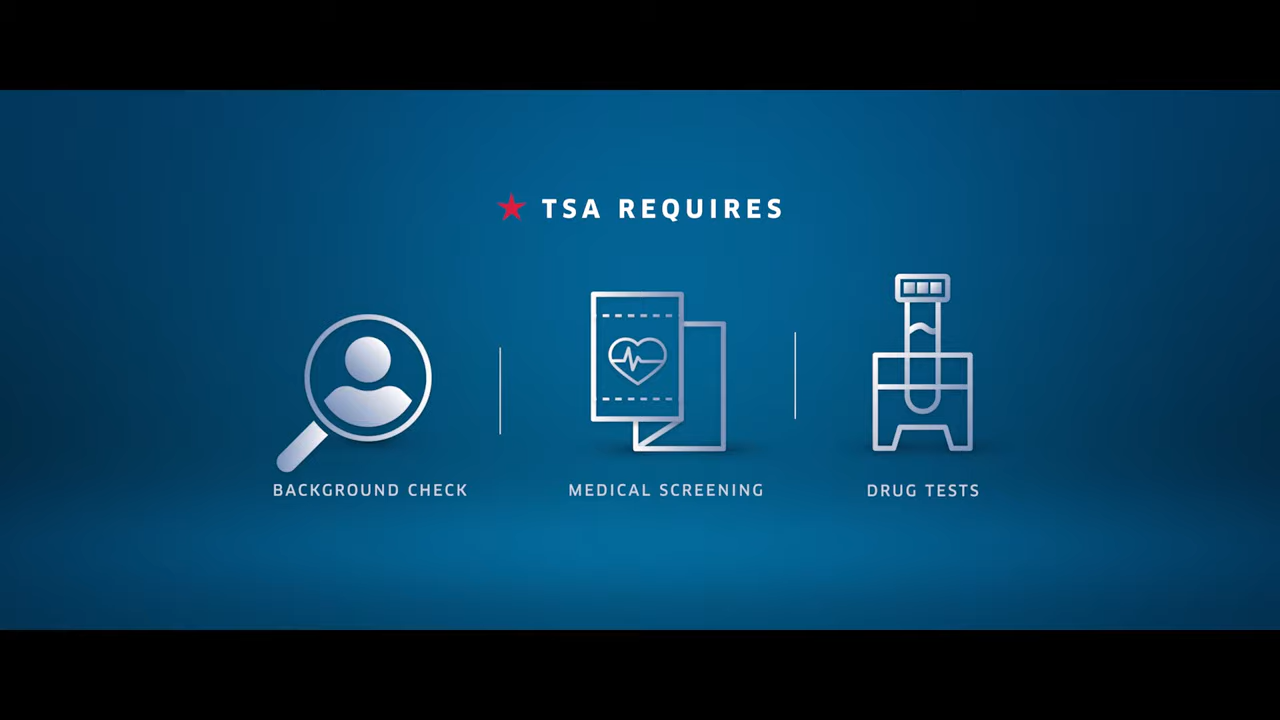 TSA REQUIRES
BACKGROUND CHECK
MEDICAL SCREENING
DRUG TESTS